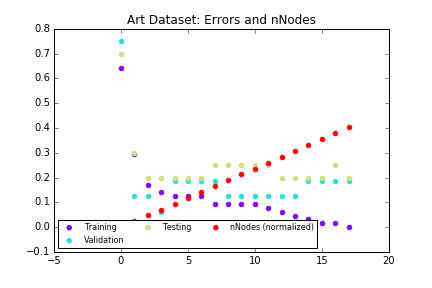 Art Dataset: Errors and nNodes
0.8
0.7
0.6
0.5
0.4
0.3
0.2
0.1
0.0
−0.1
Training Testing nNodes (normalized)
Validation
−5 0 5 10 15 20